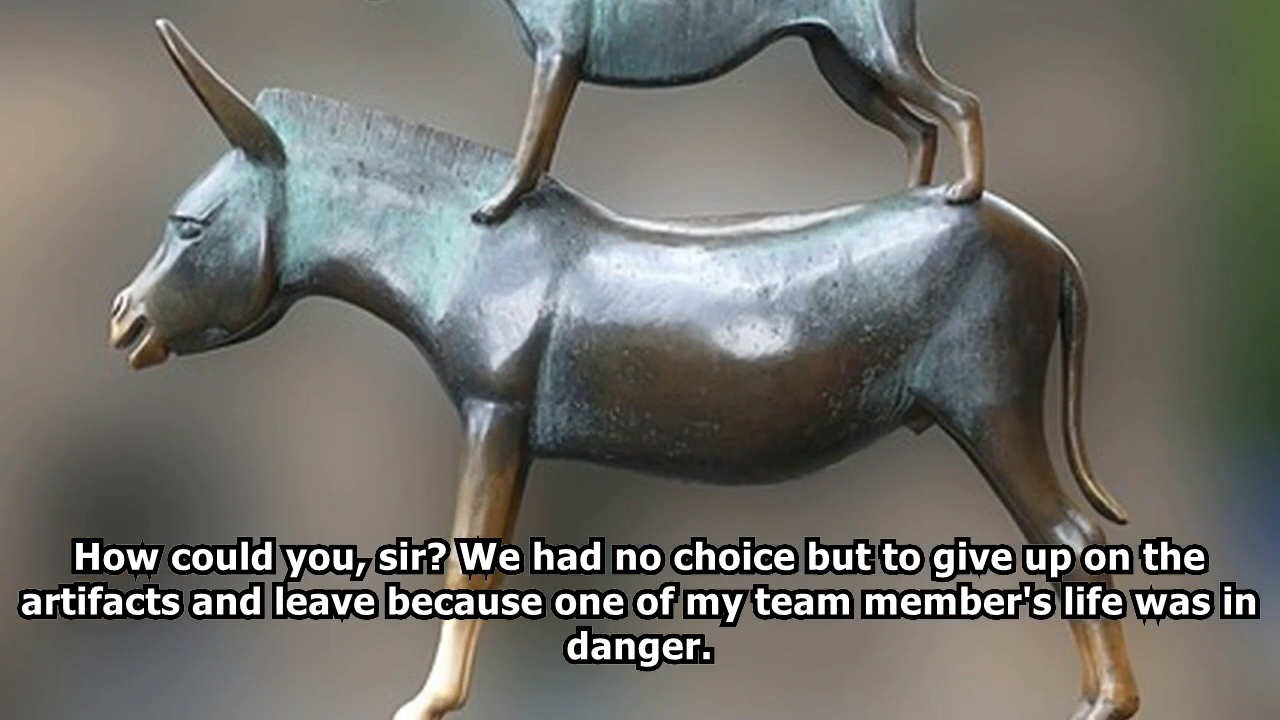 How could you, sir? We had no choice but to give up on the
artifacts and leave because one of my team member's life was in
danger.